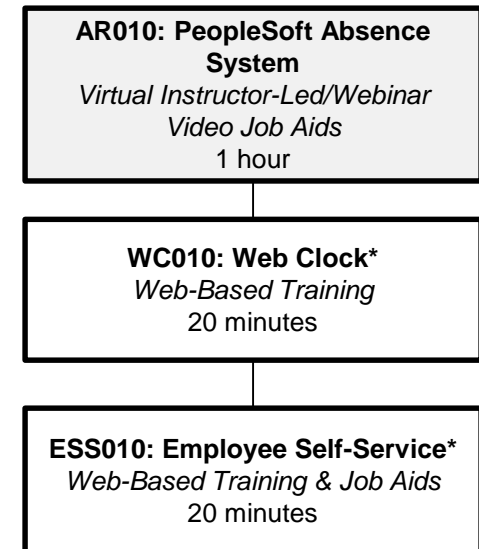 AR010: PeopleSoft Absence
System
Virtual Instructor-Led/Webinar
Video Job Aids
1 hour
WC010: Web Clock*
Web-Based Training
20 minutes
ESS010: Employee Self-Service*
Web-Based Training & Job Aids
20 minutes